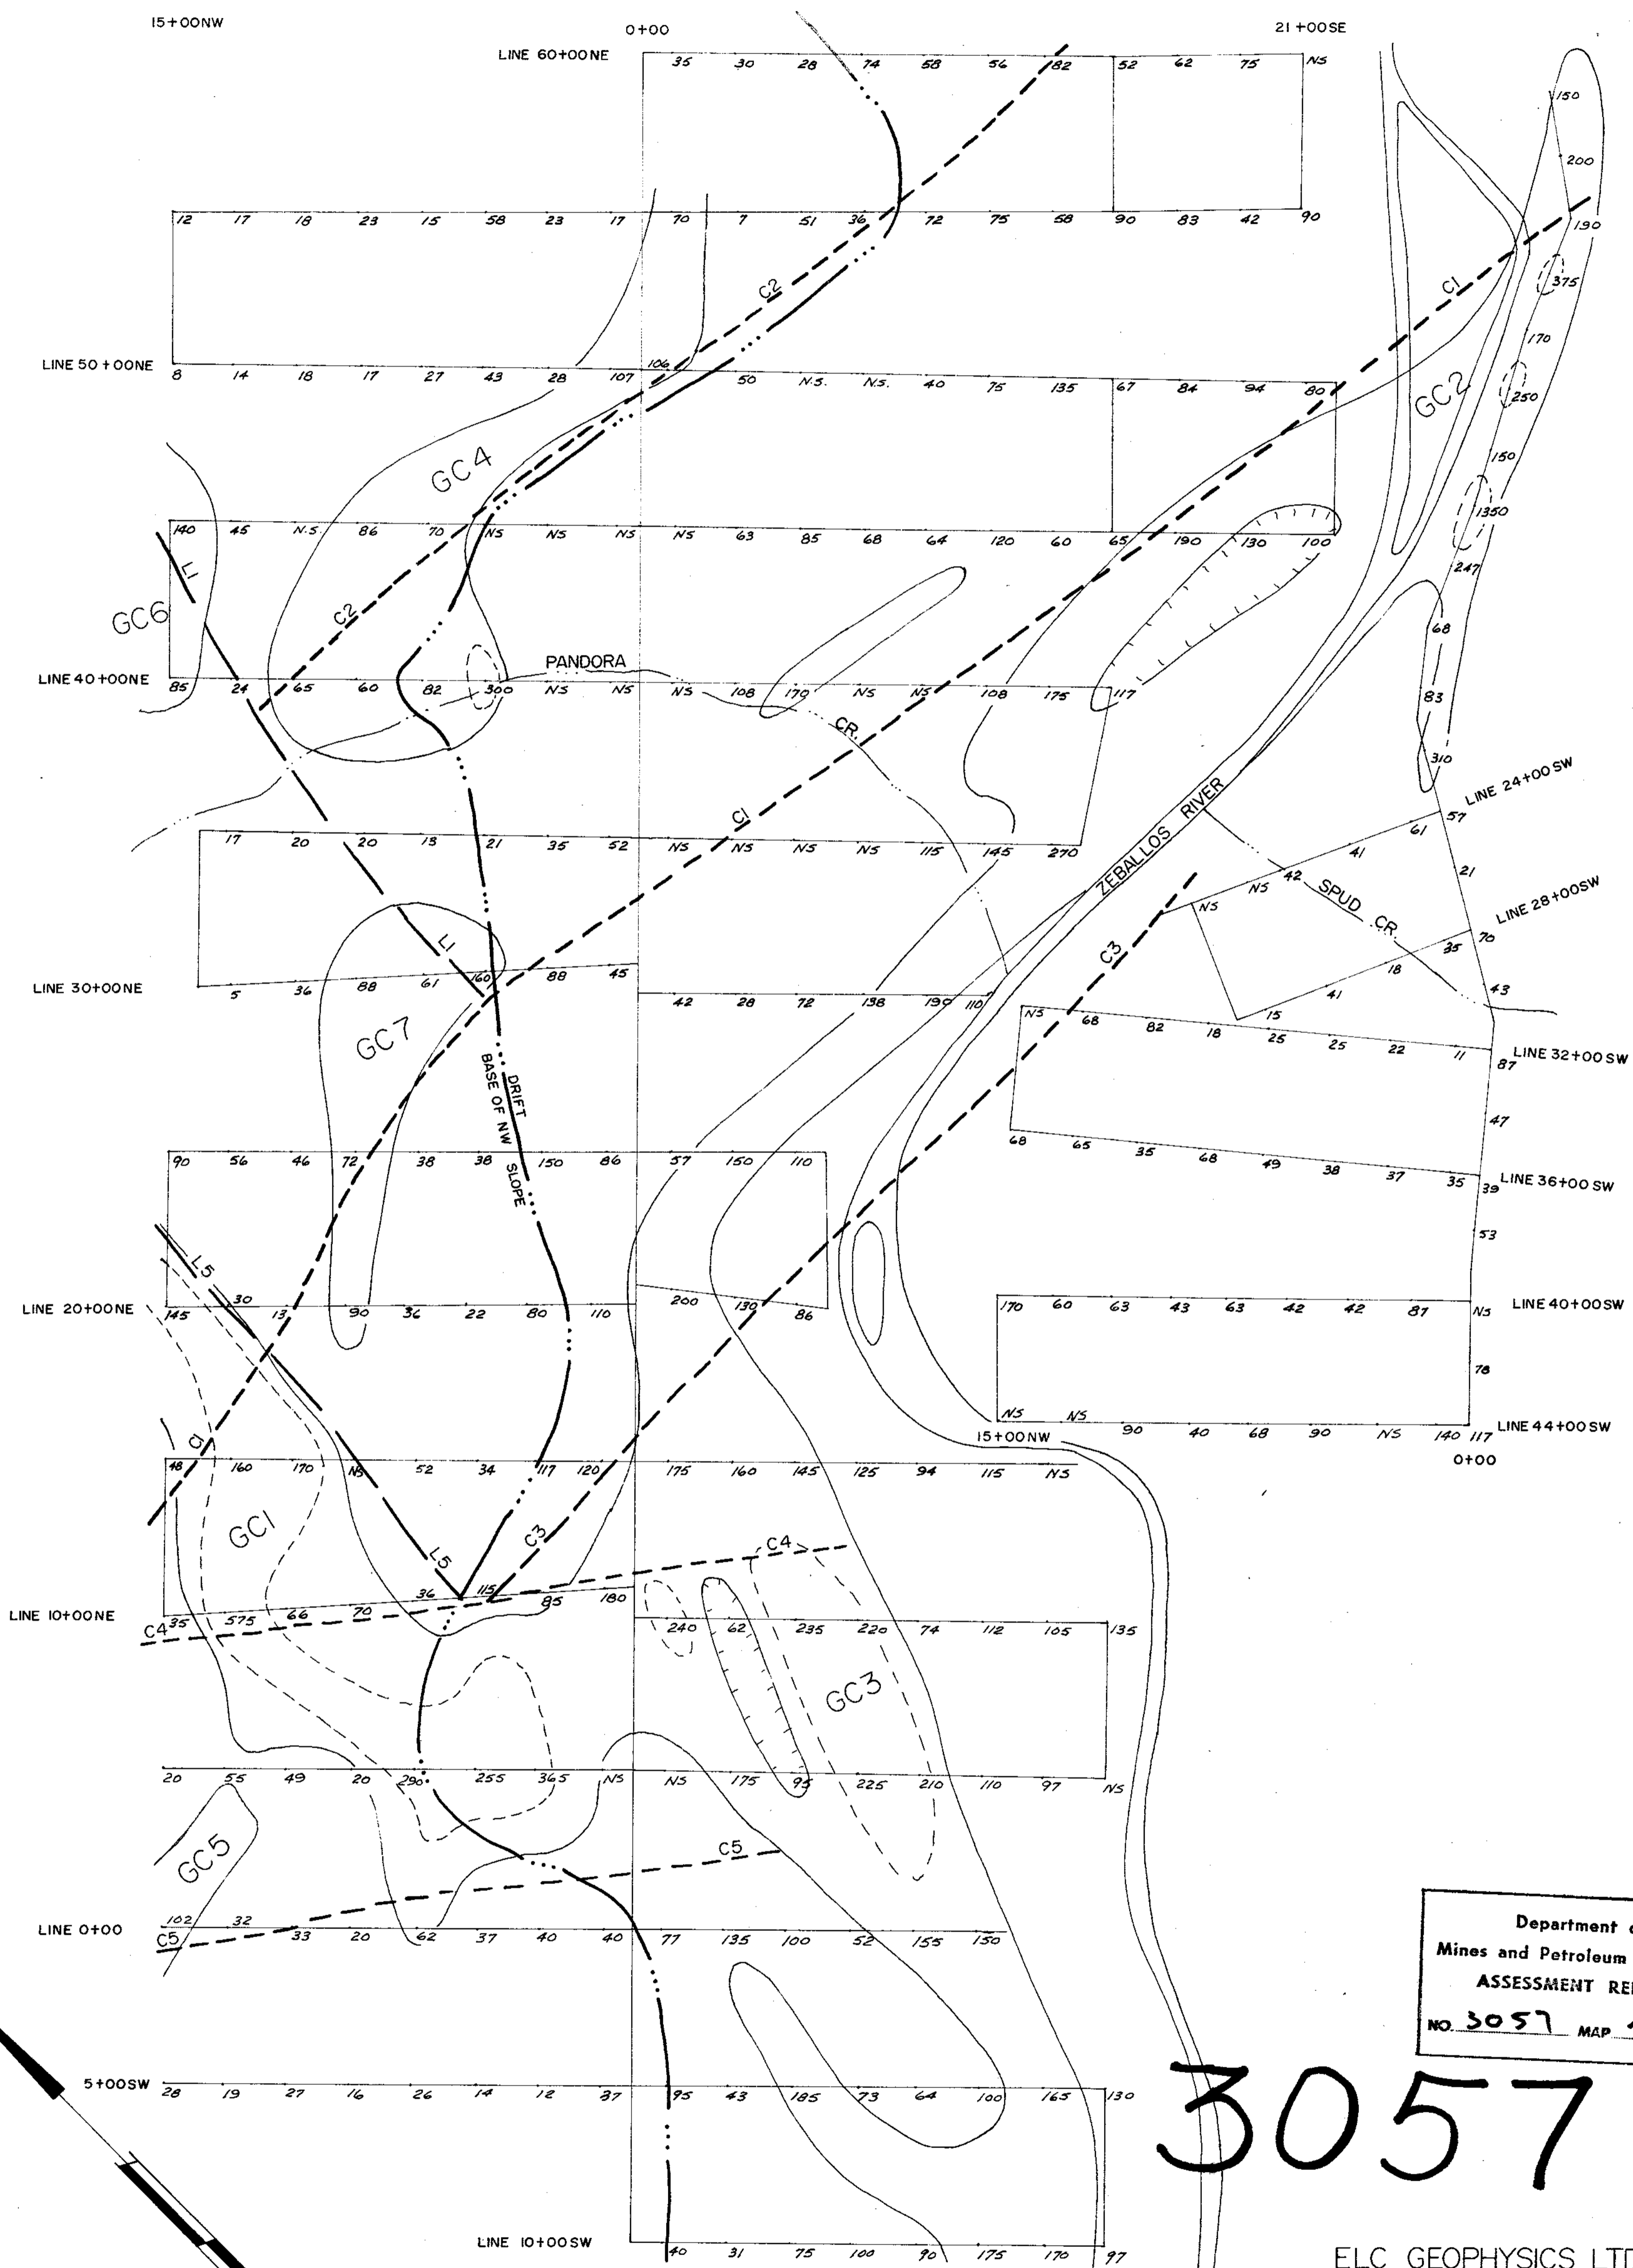 15+00NW
0+00
21+00SE
LINE 60+00NE
35 30 28 74 58 56 182 52 62 75 NS
150
200
190
12 17 18 23 15 58 23 17 70 7 51 36 72 75 58 90 83 42 90
375
C2
C1
170
LINE 50+00NE
8 14 18 17 27 43 28 107 106 50 N.S. N.S. 40 75 135 67 84 94 80
GC2
250
GC4
150
1350
140 45 N.S. 86 70 NS NS NS NS 63 85 68 64 120 60 65 190 130 100
247
L1
GC6
C2
68
PANDORA
LINE 40+00NE
85 24 65 60 82 300 NS NS NS 108 170 NS NS 108 175 117
83
CR.
310
LINE 24+00SW
57
61
C1
ZEBALLOS RIVER
17 20 20 13 21 35 52 NS NS NS NS 115 145 270
41
21
42
NS
NS
SPUD CR.
LINE 28+00SW
70
35
18
41
15
43
C3
L1
LINE 30+00NE
5 36 88 61 160 88 45
42 28 72 138 190 110
NS 68 82 18 25 25 22 11 87
LINE 32+00SW
GC7
DRIFT
BASE OF NW SLOPE
47
68 65 35 68 49 38 37 35 39
LINE 36+00SW
90 56 46 72 38 38 150 86 57 150 110
53
L5
LINE 20+00NE
145 30 13 90 36 22 80 110 200 130 86
170 60 63 43 63 42 42 87 NS
LINE 40+00SW
78
NS NS 90 40 68 90 NS 140 117
LINE 44+00SW
15+00NW
0+00
C1
48 160 170 NS 52 34 117 120 175 160 145 125 94 115 NS
GC1
C3
C4
L5
LINE 10+00NE
35 575 66 70 36 115 85 180
C4
240 62 235 220 74 112 105 135
GC3
20 55 49 20 290 255 365 NS NS 175 95 225 210 110 97 NS
GC5
C5
LINE 0+00
102 32 33 20 62 37 40 40 77 135 100 52 155 150
C5
Department
Mines and Petroleum
ASSESSMENT
NO. 3057 MAP
5+00SW
28 19 27 16 26 14 12 37 95 43 185 73 64 100 165 130
3057
LINE 10+00SW
40 31 75 100 90 175 170 97
ELC GEOPHYSICS LTD